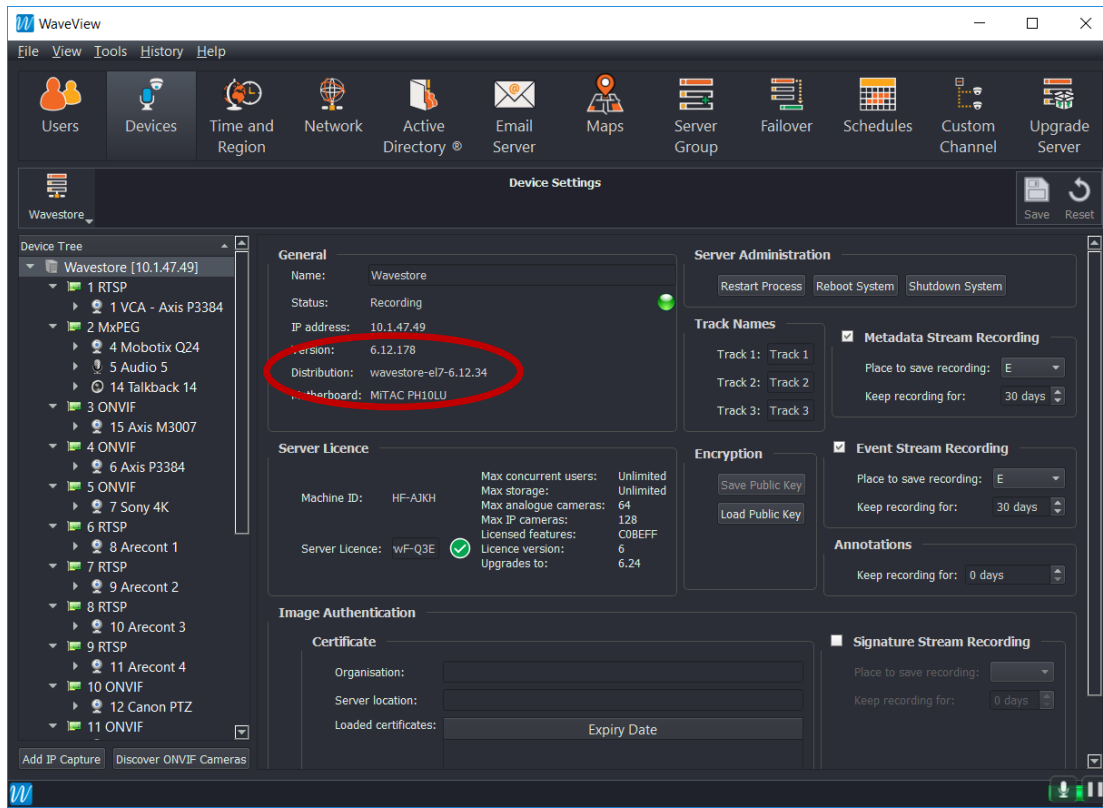 WaveView
File View Tools History Help
Users Devices Time and Region Network Active Directory ® Email Server Maps Server Group Failover Schedules Custom Channel Upgrade Server
Wavestore
Device Settings
Save Reset
Device Tree
Wavestore [10.1.47.49]
1 RTSP
1 VCA - Axis P3384
2 MxPEG
4 Mobotix Q24
5 Audio 5
14 Talkback 14
3 ONVIF
15 Axis M3007
4 ONVIF
6 Axis P3384
5 ONVIF
7 Sony 4K
6 RTSP
8 Arecont 1
7 RTSP
9 Arecont 2
8 RTSP
10 Arecont 3
9 RTSP
11 Arecont 4
10 ONVIF
12 Canon PTZ
11 ONVIF
Add IP Capture Discover ONVIF Cameras
General
Name: Wavestore
Status: Recording
IP address: 10.1.47.49
Version: 6.12.178
Distribution: wavestore-el7-6.12.34
Motherboard: MiTAC PH10LU
Server Administration
Restart Process Reboot System Shutdown System
Track Names
Track 1: Track 1
Track 2: Track 2
Track 3: Track 3
Metadata Stream Recording
Place to save recording: E
Keep recording for: 30 days
Server Licence
Machine ID: HF-AJKH
Server Licence: wF-Q3E
Max concurrent users: Unlimited
Max storage: Unlimited
Max analogue cameras: 64
Max IP cameras: 128
Licensed features: C0BEFF
Licence version: 6
Upgrades to: 6.24
Encryption
Save Public Key
Load Public Key
Event Stream Recording
Place to save recording: E
Keep recording for: 30 days
Annotations
Keep recording for: 0 days
Image Authentication
Certificate
Organisation:
Server location:
Loaded certificates: Expiry Date
Signature Stream Recording
Place to save recording:
Keep recording for: 0 days